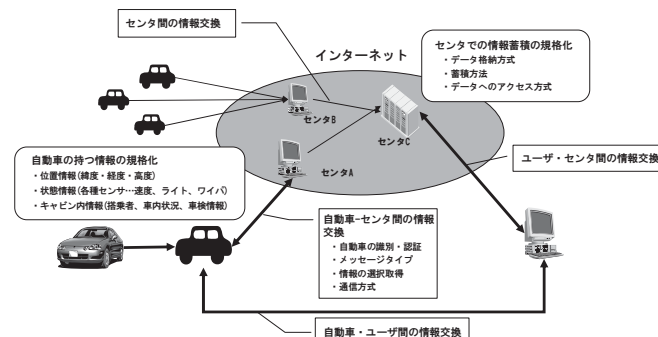 センタ間の情報交換
インターネット
センタでの情報蓄積の規格化
・データ格納方式
・蓄積方法
・データへのアクセス方式
センタB
センタC
センタA
ユーザ・センタ間の情報交換
自動車の持つ情報の規格化
・位置情報(緯度・経度・高度)
・状態情報(各種センサ…速度、ライト、ワイパ)
・キャビン内情報(搭乗者、車内状況、車検情報)
自動車-センタ間の情報
交換
・自動車の識別・認証
・メッセージタイプ
・情報の選択取得
・通信方式
自動車・ユーザ間の情報交換